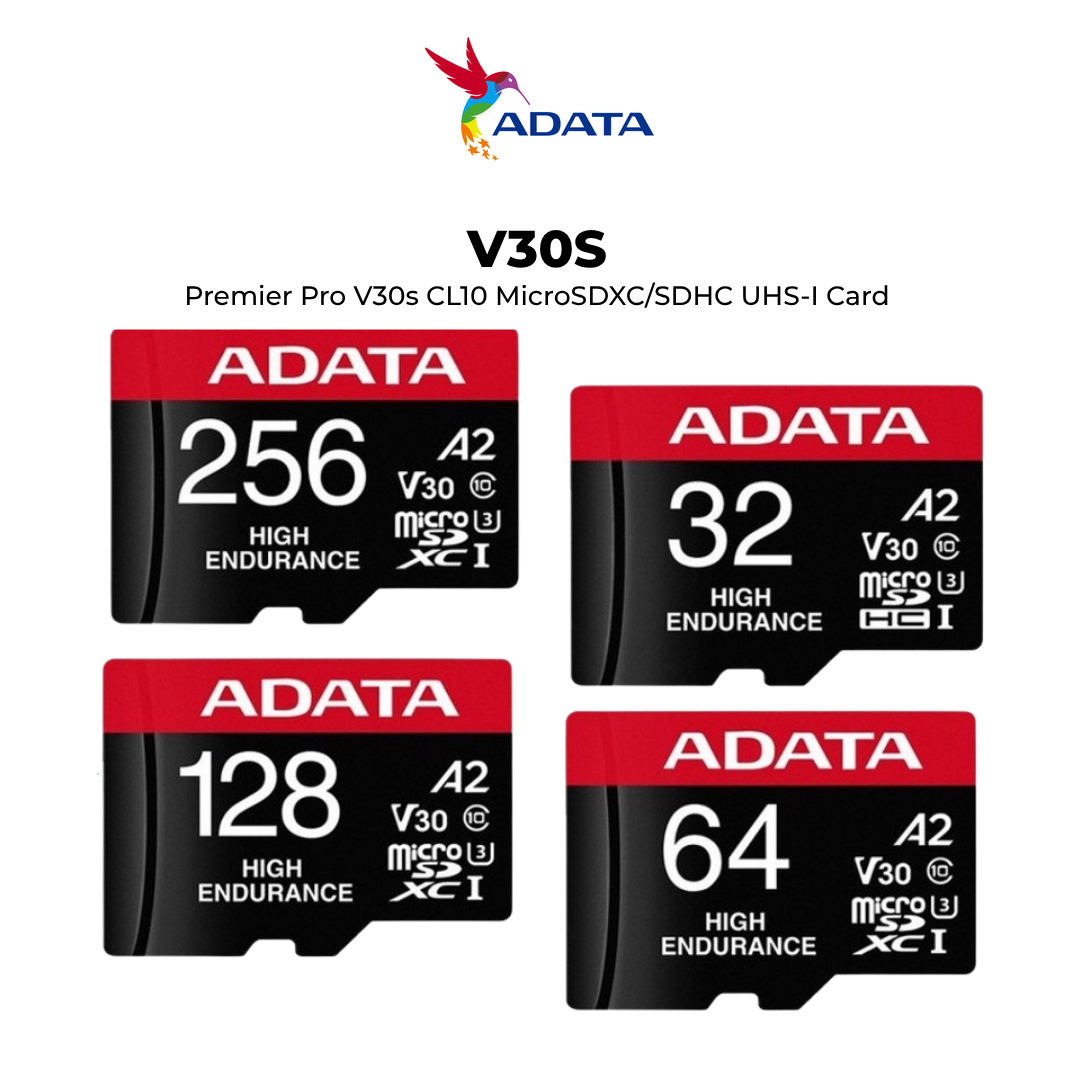 ADATA
V30S
Premier Pro V30s CL10 MicroSDXC/SDHC UHS-I Card
ADATA
256
A2
V30 10
HIGH
ENDURANCE
micro 3
SD
XC I
ADATA
32
A2
V30 10
HIGH
ENDURANCE
micro 3
SD
HC I
ADATA
128
A2
V30 10
HIGH
ENDURANCE
micro 3
SD
XC I
ADATA
64
A2
V30 10
HIGH
ENDURANCE
micro 3
SD
XC I